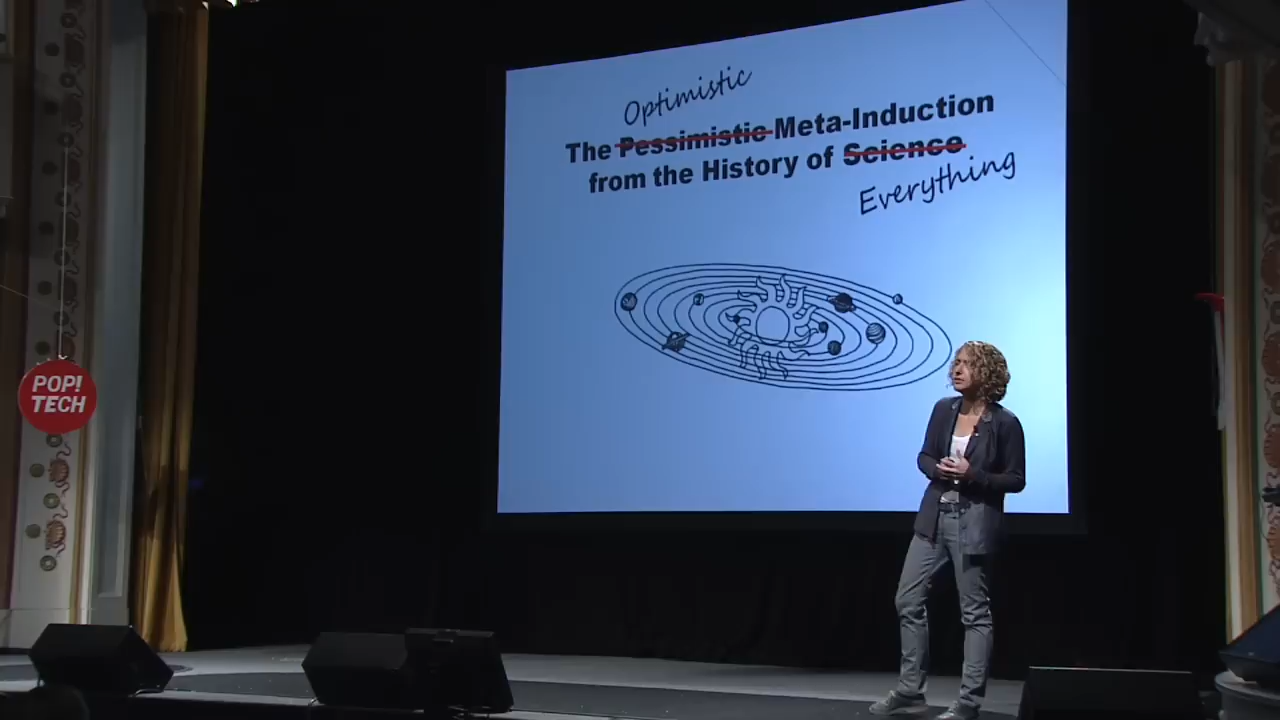 Optimistic
The Pessimistic Meta-Induction
from the History of Science
Everything
POP!
TECH